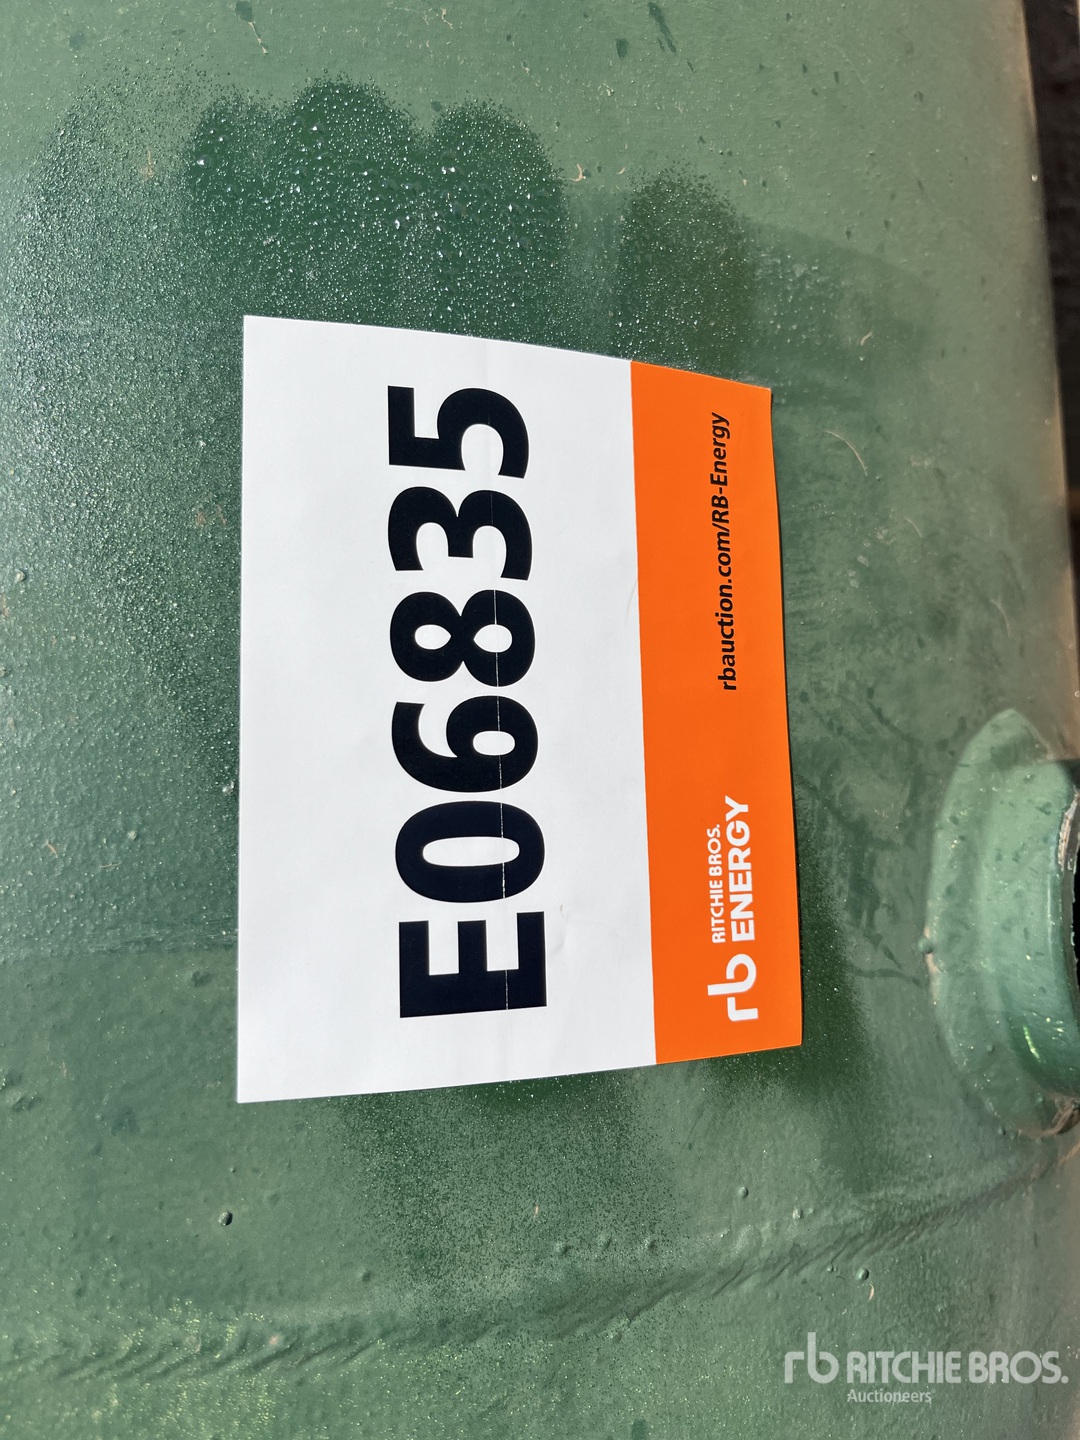 E06835
rb RITCHIE BROS.
ENERGY
rbauction.com/RB-Energy
rb RITCHIE BROS.
Auctioneers